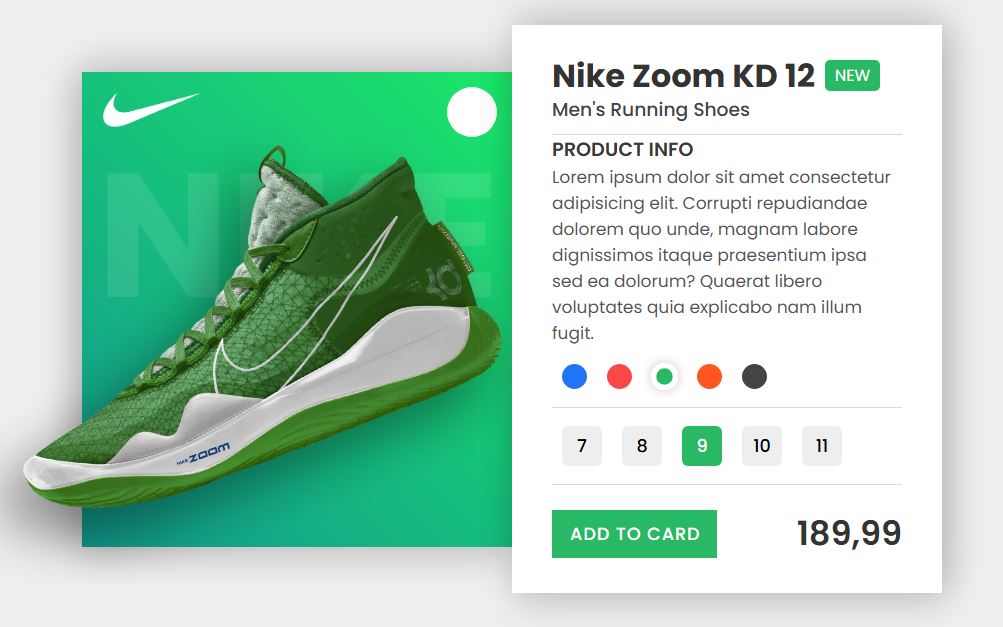 NIKE
NIKE ZOOM
Nike Zoom KD 12 NEW
Men's Running Shoes
PRODUCT INFO
Lorem ipsum dolor sit amet consectetur
adipisicing elit. Corrupti repudiandae
dolorem quo unde, magnam labore
dignissimos itaque praesentium ipsa
sed ea dolorum? Quaerat libero
voluptates quia explicabo nam illum
fugit.
7 8 9 10 11
ADD TO CARD 189,99